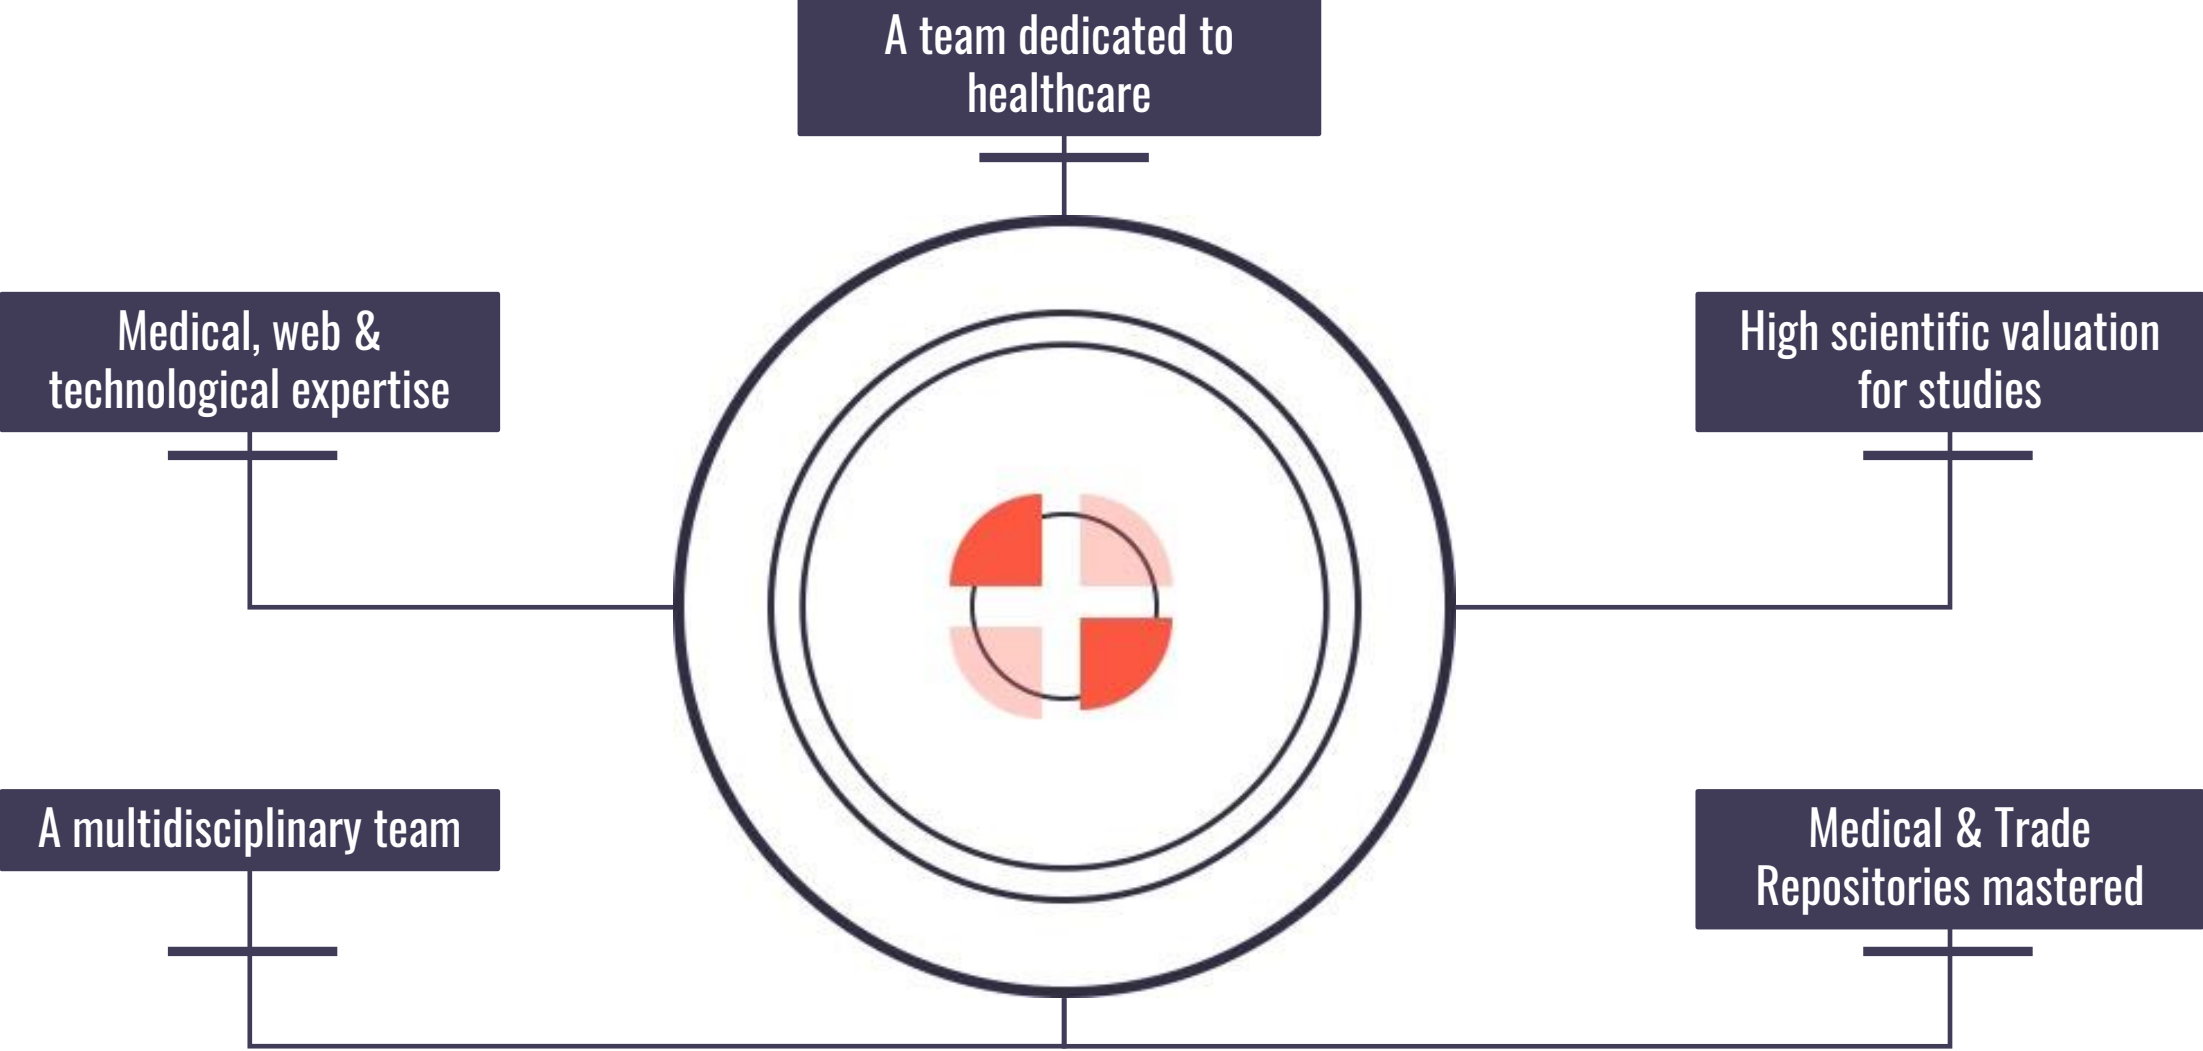 A team dedicated to
healthcare
Medical, web &
technological expertise
High scientific valuation
for studies
A multidisciplinary team
Medical & Trade
Repositories mastered